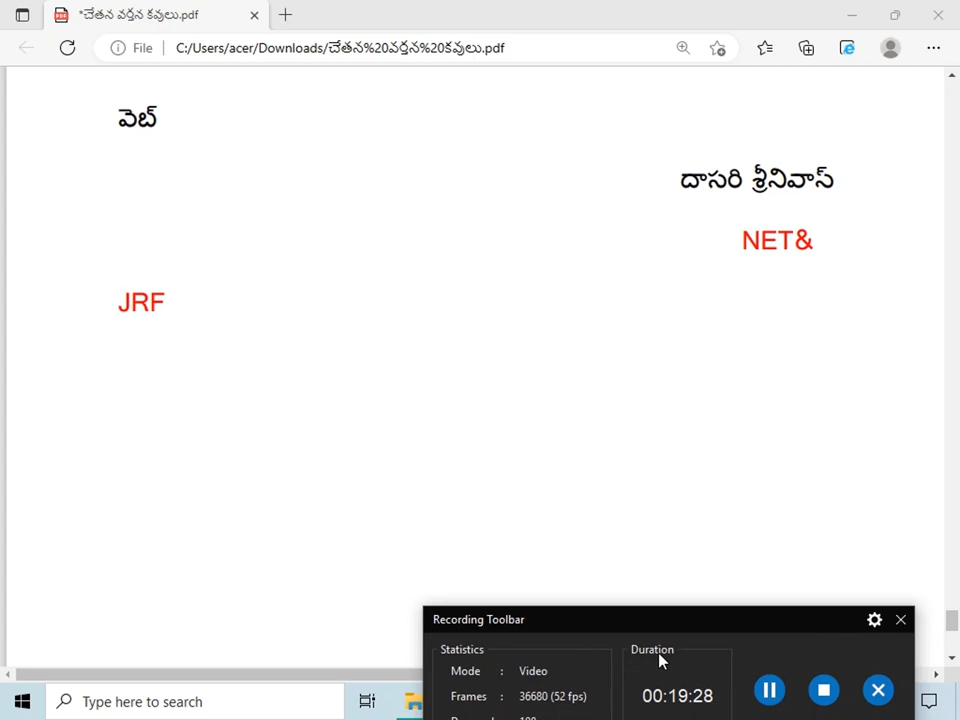 *చేతన వర్తన కవులు.pdf
File
C:/Users/acer/Downloads/చేతన%20వర్తన%20కవులు.pdf
వెబ్
దాసరి శ్రీనివాస్
NET&
JRF
Recording Toolbar
Statistics
Duration
Mode : Video
Frames : 36680 (52 fps)
00:19:28
Type here to search